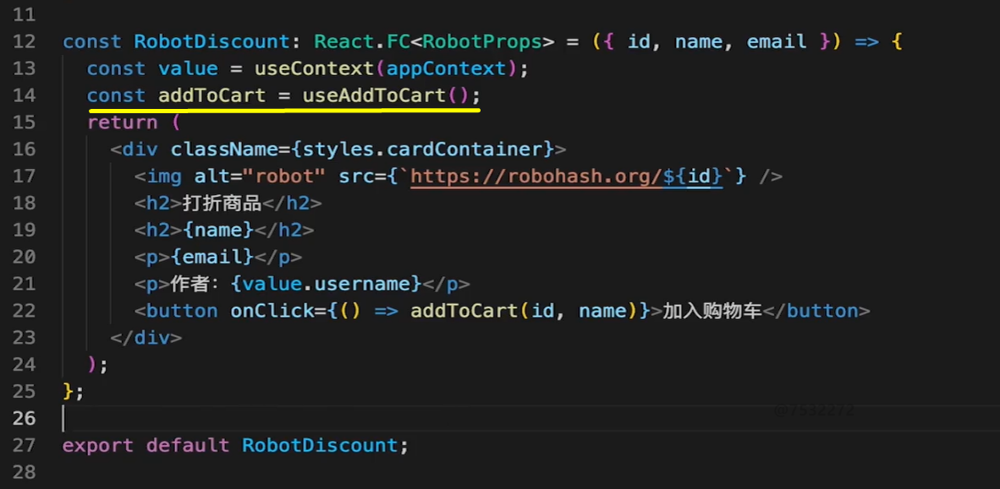 11
12 const RobotDiscount: React.FC<RobotProps> = ({ id, name, email }) => {
13 const value = useContext(appContext);
14 const addToCart = useAddToCart();
15 return (
16 <div className={styles.cardContainer}>
17 <img alt="robot" src={`https://robohash.org/${id}`} />
18 <h2>打折商品</h2>
19 <h2>{name}</h2>
20 <p>{email}</p>
21 <p>作者：{value.username}</p>
22 <button onClick={() => addToCart(id, name)}>加入购物车</button>
23 </div>
24 );
25 };
26
@7532272
27 export default RobotDiscount;
28